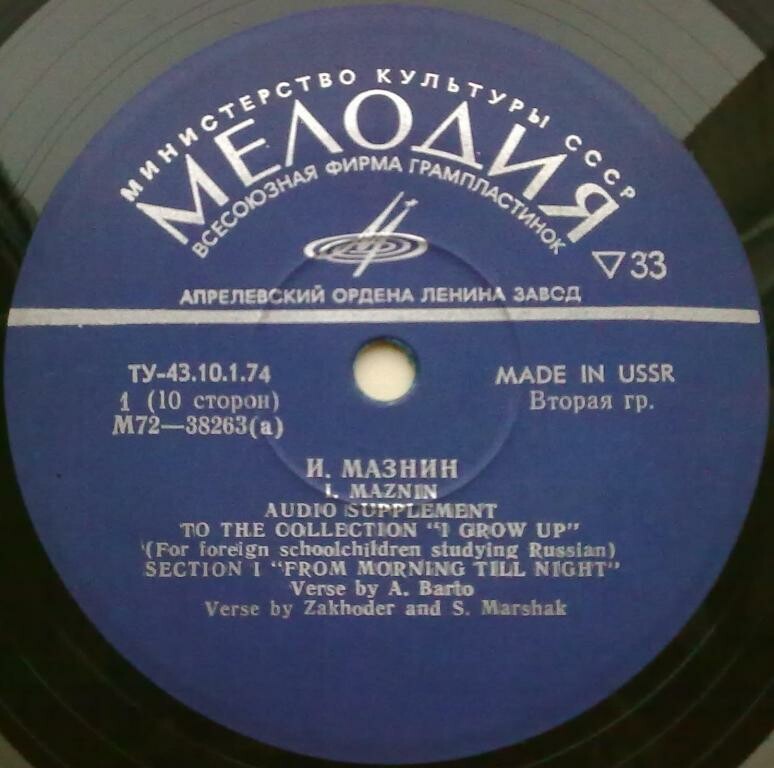 МИНИСТЕРСТВО КУЛЬТУРЫ СССР
МЕЛОДИЯ
ВСЕСОЮЗНАЯ ФИРМА ГРАМПЛАСТИНОК
▽33
АПРЕЛЕВСКИЙ ОРДЕНА ЛЕНИНА ЗАВОД
ТУ-43.10.1.74
1 (10 сторон)
М72—38263(а)
MADE IN USSR
Вторая гр.
И. МАЗНИН
I. MAZNIN
AUDIO SUPPLEMENT
TO THE COLLECTION "I GROW UP"
(For foreign schoolchildren studying Russian)
SECTION I "FROM MORNING TILL NIGHT"
Verse by A. Barto
Verse by Zakhoder and S. Marshak